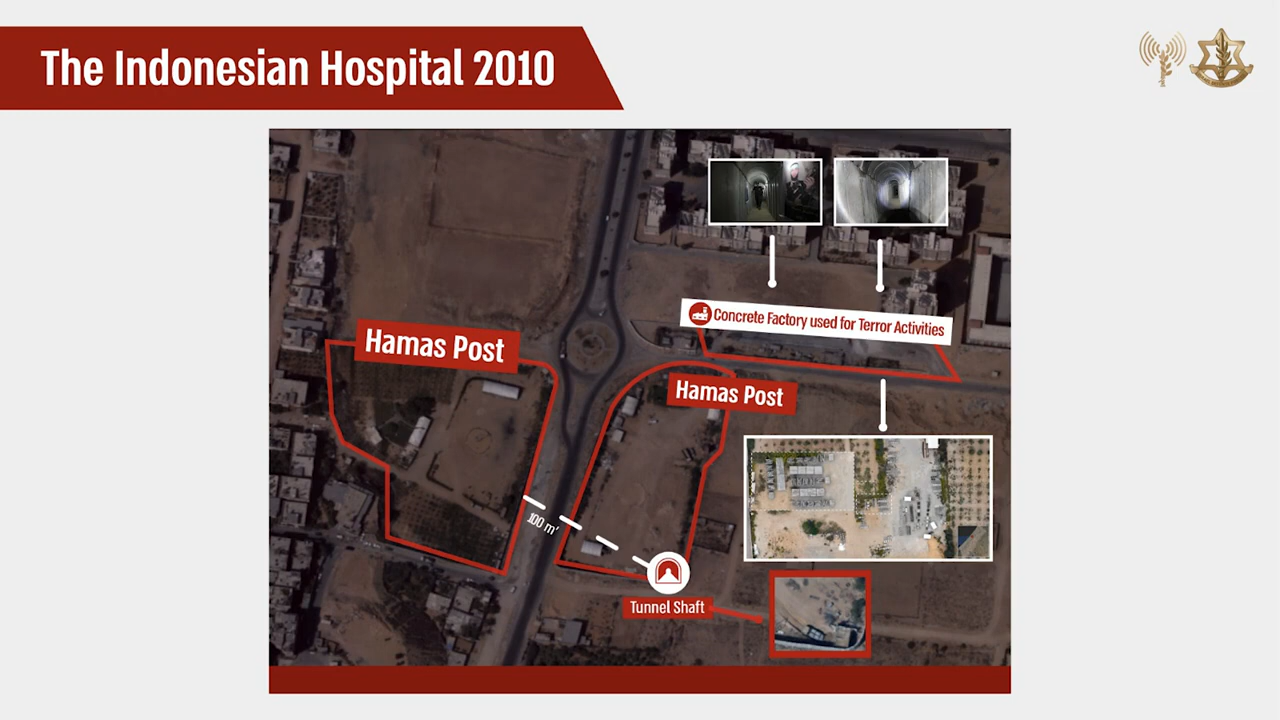 The Indonesian Hospital 2010
Concrete Factory used for Terror Activities
Hamas Post
Hamas Post
100 m'
Tunnel Shaft